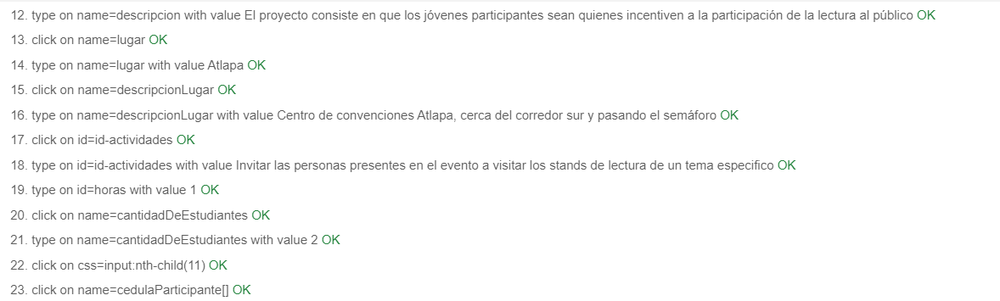 12. type on name=descripcion with value El proyecto consiste en que los jóvenes participantes sean quienes incentiven a la participación de la lectura al público OK
13. click on name=lugar OK
14. type on name=lugar with value Atlapa OK
15. click on name=descripcionLugar OK
16. type on name=descripcionLugar with value Centro de convenciones Atlapa, cerca del corredor sur y pasando el semáforo OK
17. click on id=id-actividades OK
18. type on id=id-actividades with value Invitar las personas presentes en el evento a visitar los stands de lectura de un tema especifico OK
19. type on id=horas with value 1 OK
20. click on name=cantidadDeEstudiantes OK
21. type on name=cantidadDeEstudiantes with value 2 OK
22. click on css=input:nth-child(11) OK
23. click on name=cedulaParticipante[] OK